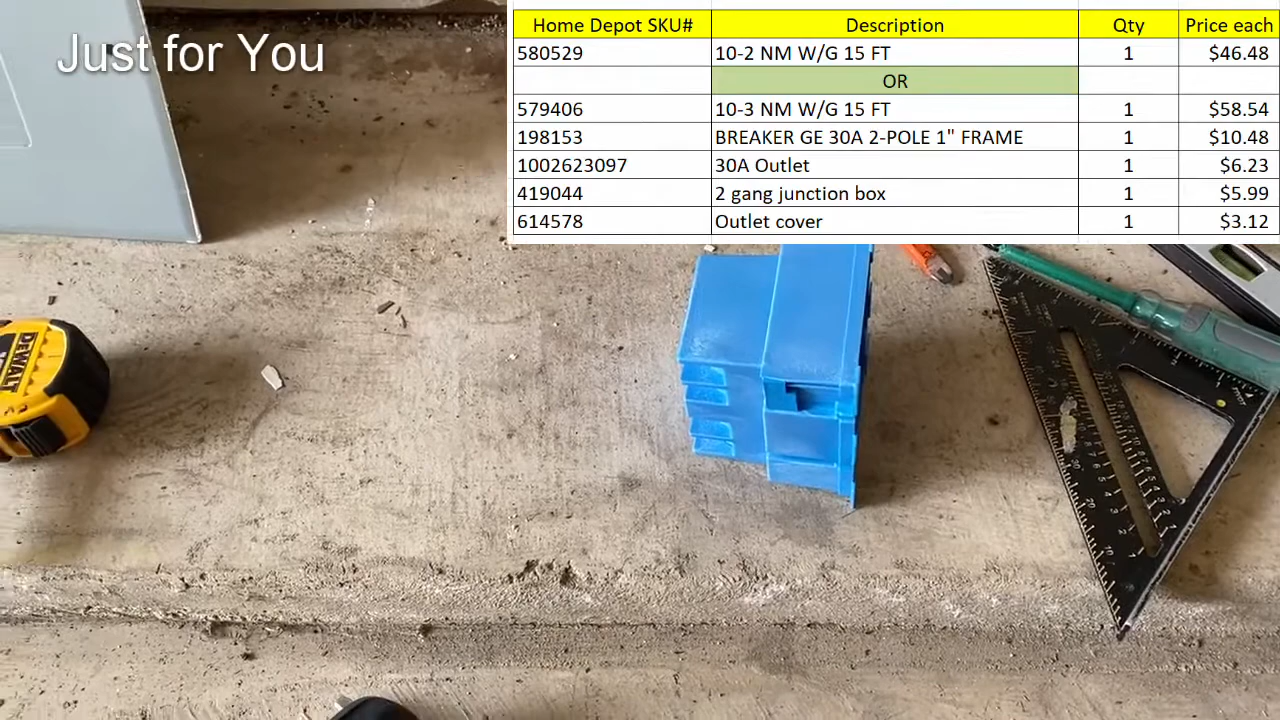 Just for You
Home Depot SKU# Description Qty Price each
580529 10-2 NM W/G 15 FT 1 $46.48
OR
579406 10-3 NM W/G 15 FT 1 $58.54
198153 BREAKER GE 30A 2-POLE 1" FRAME 1 $10.48
1002623097 30A Outlet 1 $6.23
419044 2 gang junction box 1 $5.99
614578 Outlet cover 1 $3.12
DEWALT
PIVOT